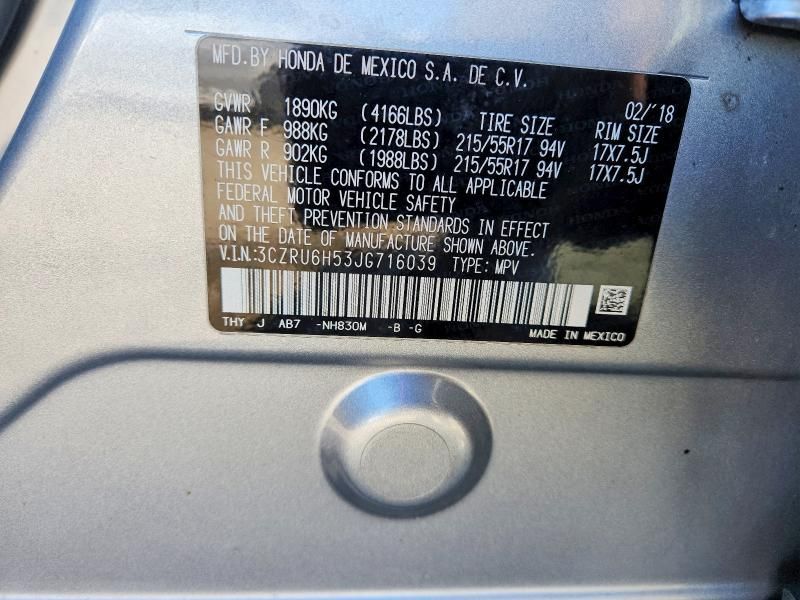 MFD.BY HONDA DE MEXICO S.A. DE C.V.
02/'18
GVWR 1890KG (4166LBS) TIRE SIZE RIM SIZE
GAWR F 988KG (2178LBS) 215/55R17 94V 17X7.5J
GAWR R 902KG (1988LBS) 215/55R17 94V 17X7.5J
THIS VEHICLE CONFORMS TO ALL APPLICABLE
FEDERAL MOTOR VEHICLE SAFETY
AND THEFT PREVENTION STANDARDS IN EFFECT
ON THE DATE OF MANUFACTURE SHOWN ABOVE.
V.I.N.:3CZRU6H53JG716039 TYPE: MPV
THY J AB7 -NH830M -B -G
MADE IN MEXICO